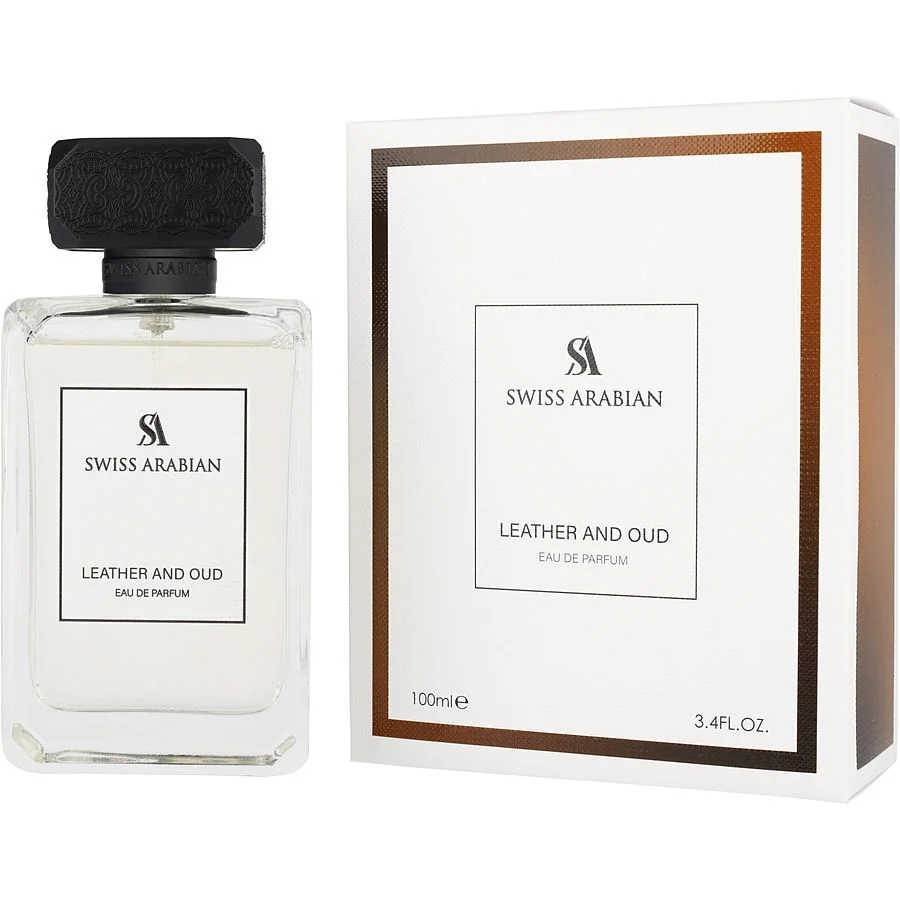 SWISS ARABIAN
SA
SWISS ARABIAN
LEATHER AND OUD
EAU DE PARFUM
SA
SWISS ARABIAN
LEATHER AND OUD
EAU DE PARFUM
100ml℮
3.4FL.OZ.